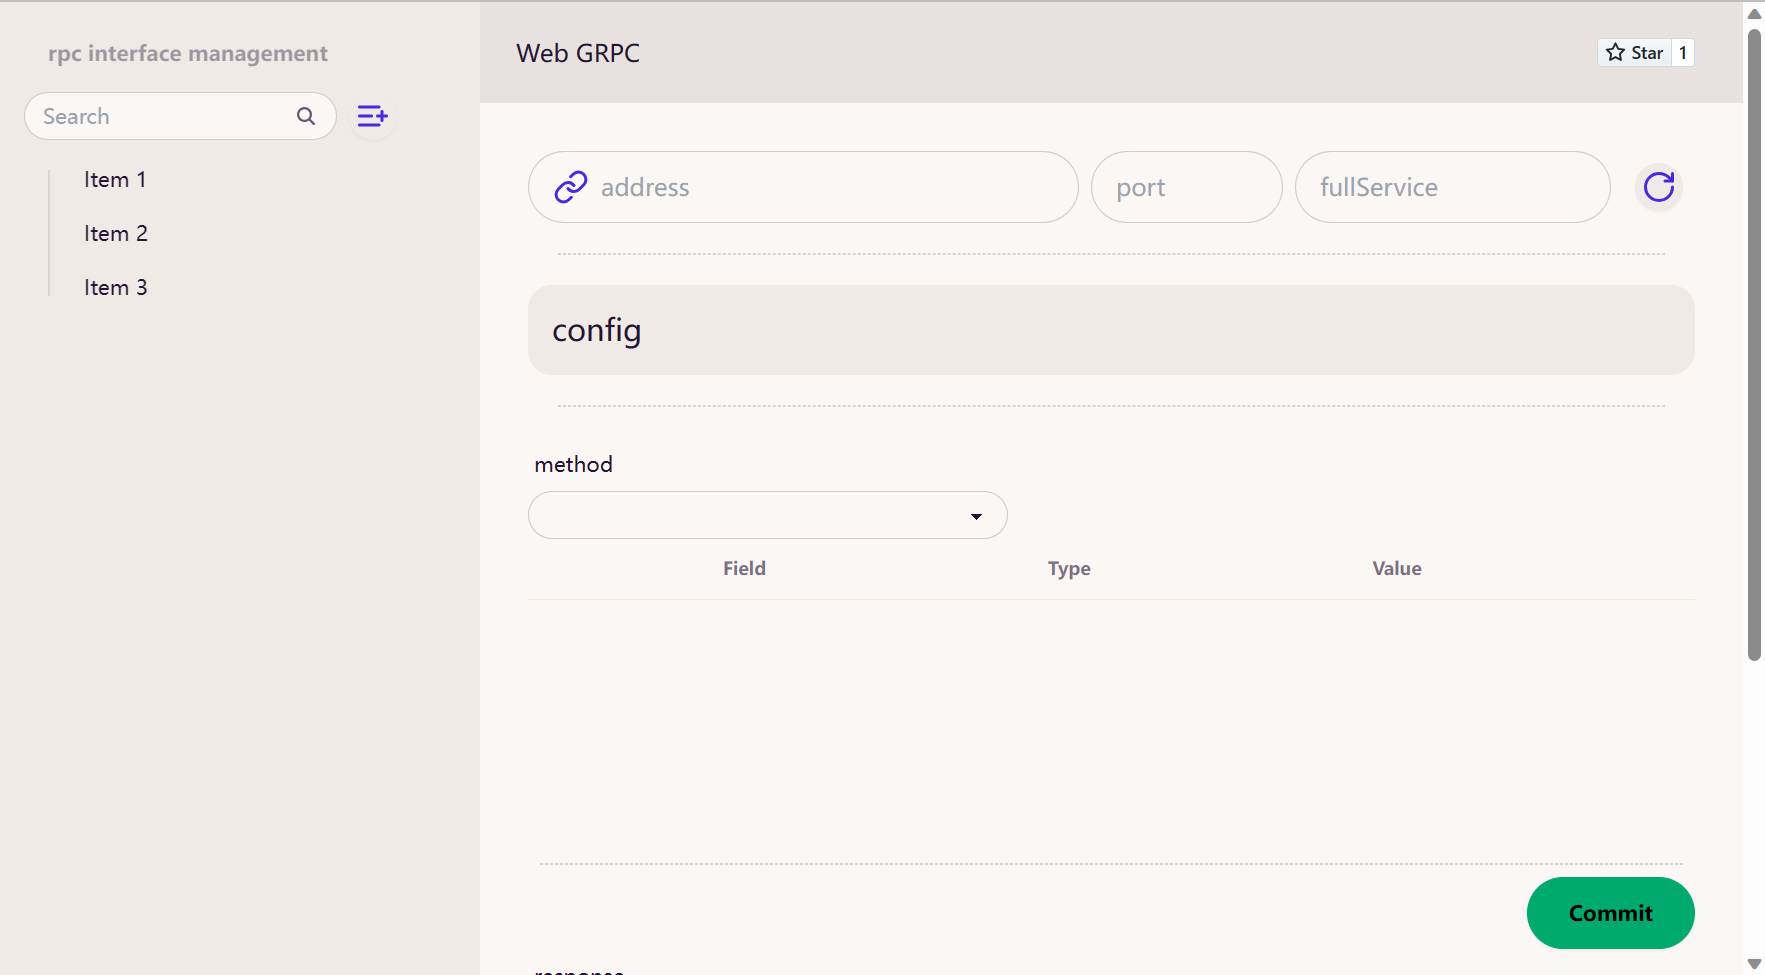 rpc interface management
Search
Item 1
Item 2
Item 3
Web GRPC
Star 1
address
port
fullService
config
method
Field Type Value
Commit
response